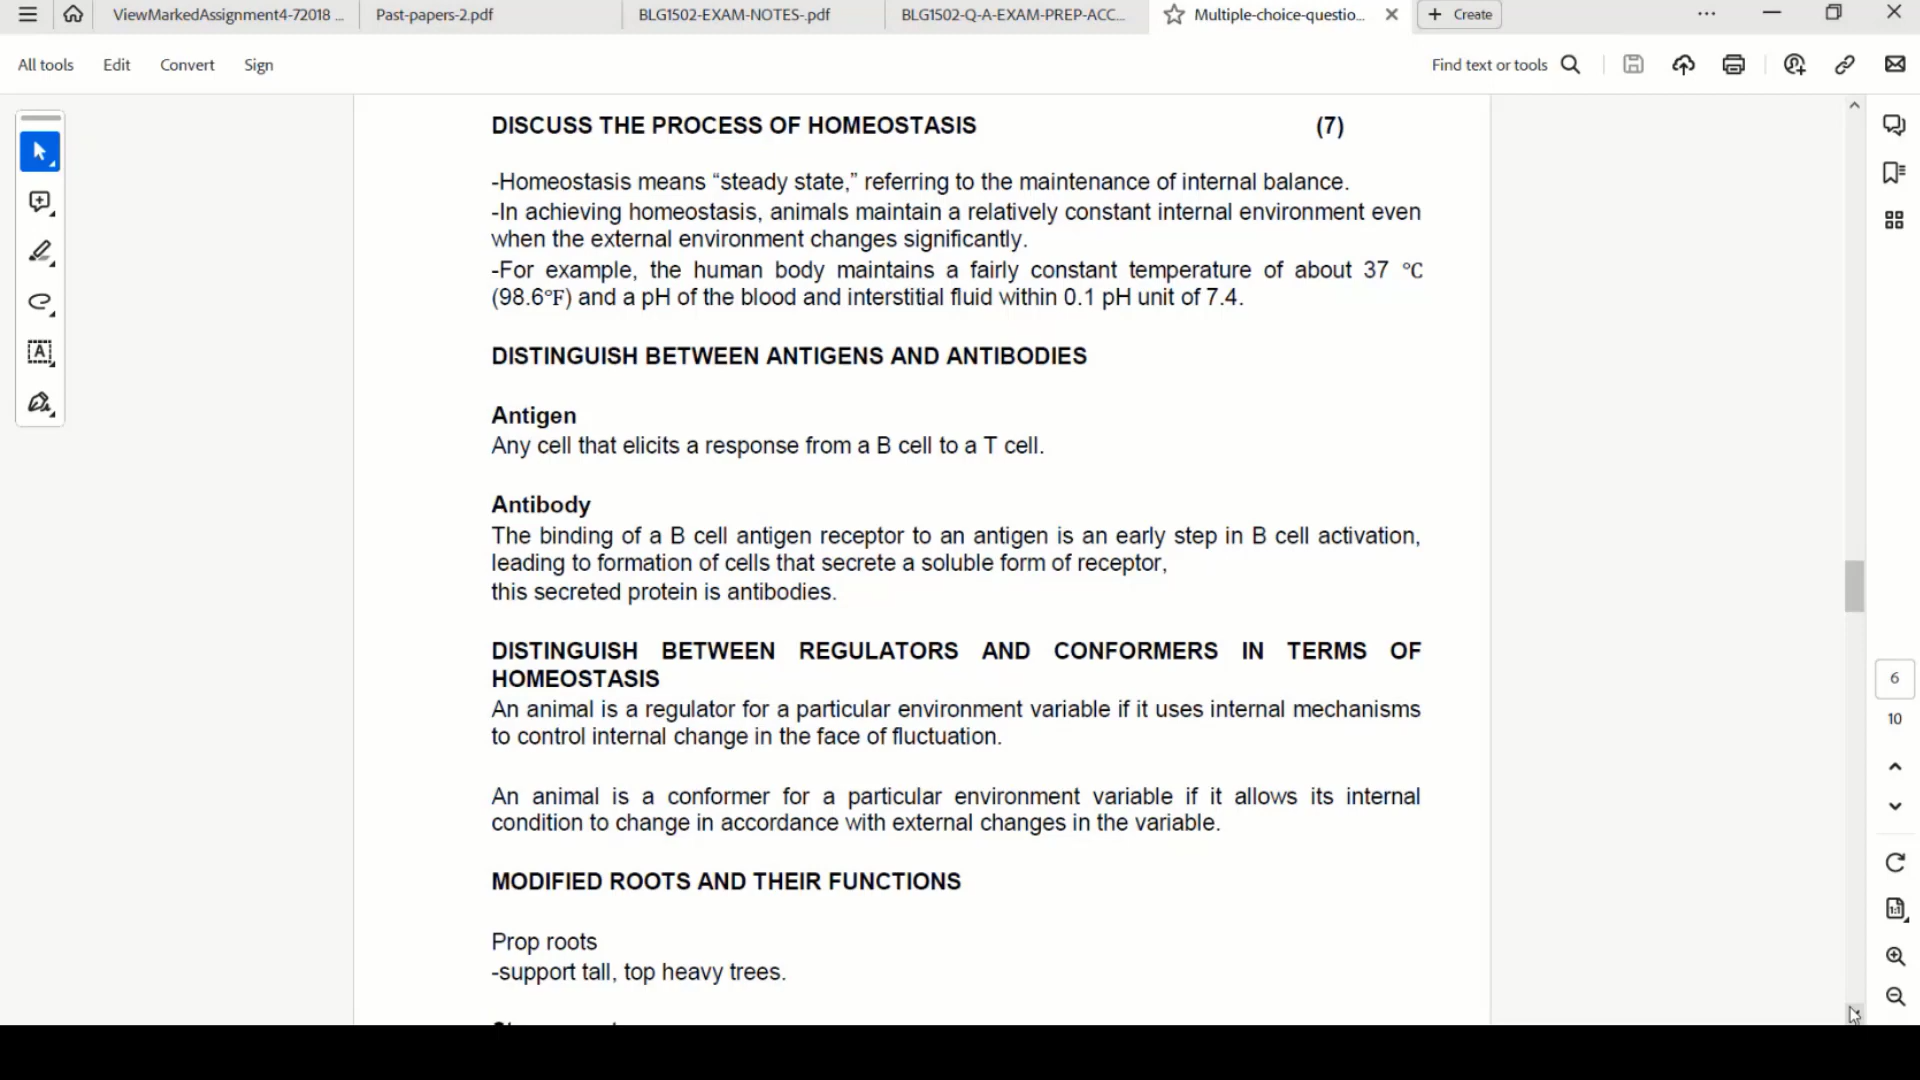 ViewMarkedAssignment4-72018 ...
Past-papers-2.pdf
BLG1502-EXAM-NOTES-.pdf
BLG1502-Q-A-EXAM-PREP-ACC...
Multiple-choice-questio...
Create
All tools
Edit
Convert
Sign
Find text or tools
DISCUSS THE PROCESS OF HOMEOSTASIS (7)
-Homeostasis means “steady state,” referring to the maintenance of internal balance.
-In achieving homeostasis, animals maintain a relatively constant internal environment even
when the external environment changes significantly.
-For example, the human body maintains a fairly constant temperature of about 37 ℃
(98.6℉) and a pH of the blood and interstitial fluid within 0.1 pH unit of 7.4.
DISTINGUISH BETWEEN ANTIGENS AND ANTIBODIES
Antigen
Any cell that elicits a response from a B cell to a T cell.
Antibody
The binding of a B cell antigen receptor to an antigen is an early step in B cell activation,
leading to formation of cells that secrete a soluble form of receptor,
this secreted protein is antibodies.
DISTINGUISH BETWEEN REGULATORS AND CONFORMERS IN TERMS OF
HOMEOSTASIS
An animal is a regulator for a particular environment variable if it uses internal mechanisms
to control internal change in the face of fluctuation.
An animal is a conformer for a particular environment variable if it allows its internal
condition to change in accordance with external changes in the variable.
MODIFIED ROOTS AND THEIR FUNCTIONS
Prop roots
-support tall, top heavy trees.
6
10